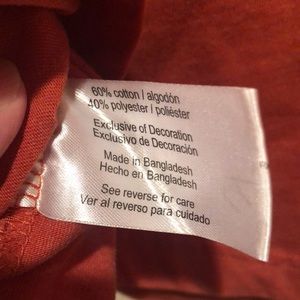 60% cotton / algodón
40% polyester / poliéster
Exclusive of Decoration
Exclusivo de Decoración
Made in Bangladesh
Hecho en Bangladesh
See reverse for care
Ver al reverso para cuidado